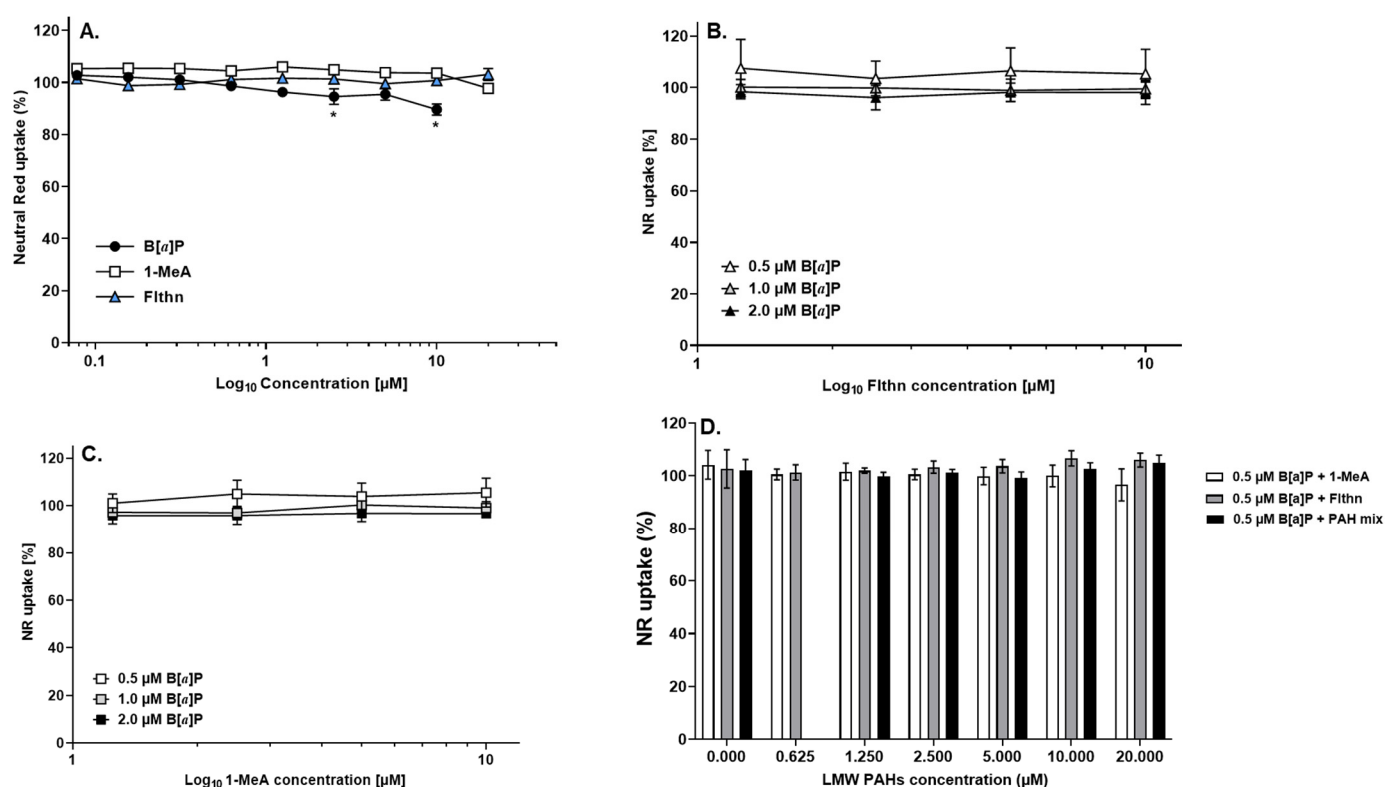 A.
120
100
80
60
40
20
0
Neutral Red uptake (%)
*
*
B[a]P
1-MeA
Flthn
0.1
1
10
Log10 Concentration [µM]
B.
120
100
80
60
40
20
0
NR uptake [%]
0.5 µM B[a]P
1.0 µM B[a]P
2.0 µM B[a]P
1
10
Log10 Flthn concentration [µM]
C.
120
100
80
60
40
20
0
NR uptake [%]
0.5 µM B[a]P
1.0 µM B[a]P
2.0 µM B[a]P
1
10
Log10 1-MeA concentration [µM]
D.
120
100
80
60
40
20
0
NR uptake (%)
0.000 0.625 1.250 2.500 5.000 10.000 20.000
LMW PAHs concentration (µM)
0.5 µM B[a]P + 1-MeA
0.5 µM B[a]P + Flthn
0.5 µM B[a]P + PAH mix